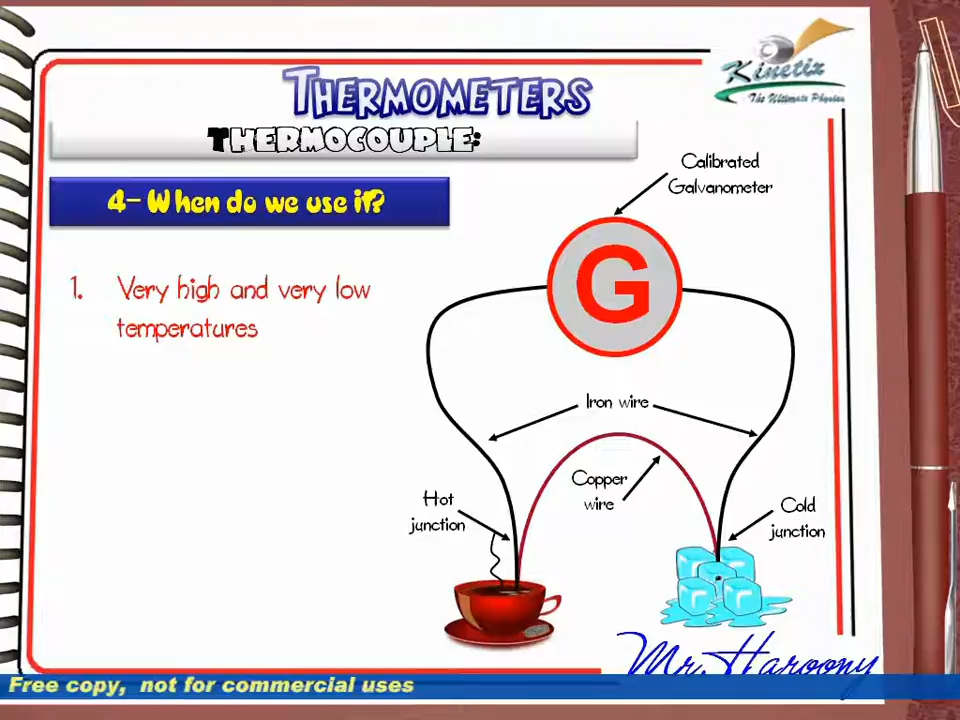 THERMOMETERS
Kinetix
The Ultimate Physics
THERMOCOUPLE:
4- When do we use it?
Calibrated
Galvanometer
G
1. Very high and very low
temperatures
Iron wire
Copper
wire
Hot
junction
Cold
junction
Mr. Haroony
Free copy, not for commercial uses